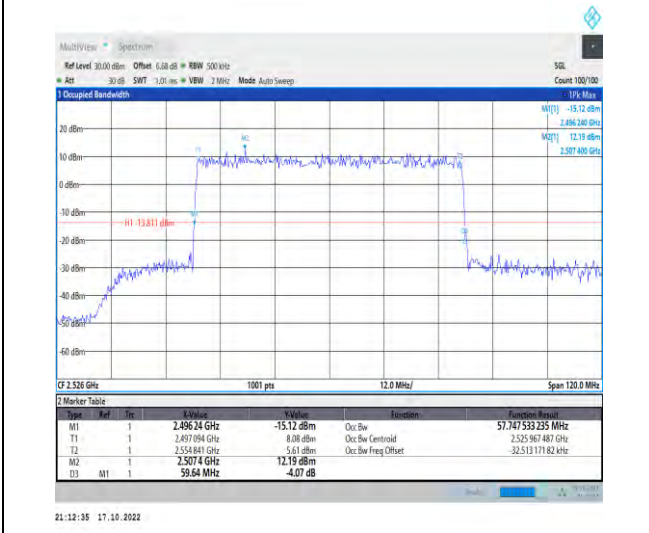 MultiView Spectrum
Ref Level 30.00 dBm Offset 6.68 dB RBW 500 kHz SGL
Att 30 dB SWT 1.01 ms VBW 2 MHz Mode Auto Sweep Count 100/100
1 Occupied Bandwidth 1Pk Max
M1[1] -15.12 dBm
2.496 240 GHz
M2[1] 12.19 dBm
2.507 400 GHz
20 dBm
M2
T1
10 dBm
0 dBm
-10 dBm
M1
H1 -13.811 dBm
-20 dBm
-30 dBm
-40 dBm
-50 dBm
-60 dBm
CF 2.526 GHz 1001 pts 12.0 MHz/ Span 120.0 MHz
2 Marker Table
Type Ref Trc X-Value Y-Value Function Function Result
M1 1 2.496 24 GHz -15.12 dBm Occ Bw 57.747 533 235 MHz
T1 1 2.497 094 GHz 8.08 dBm Occ Bw Centroid 2.525 967 487 GHz
T2 1 2.554 841 GHz 5.61 dBm Occ Bw Freq Offset -32.513 171 82 kHz
M2 1 2.507 4 GHz 12.19 dBm
D3 M1 1 59.64 MHz -4.07 dB
21:12:35 17.10.2022